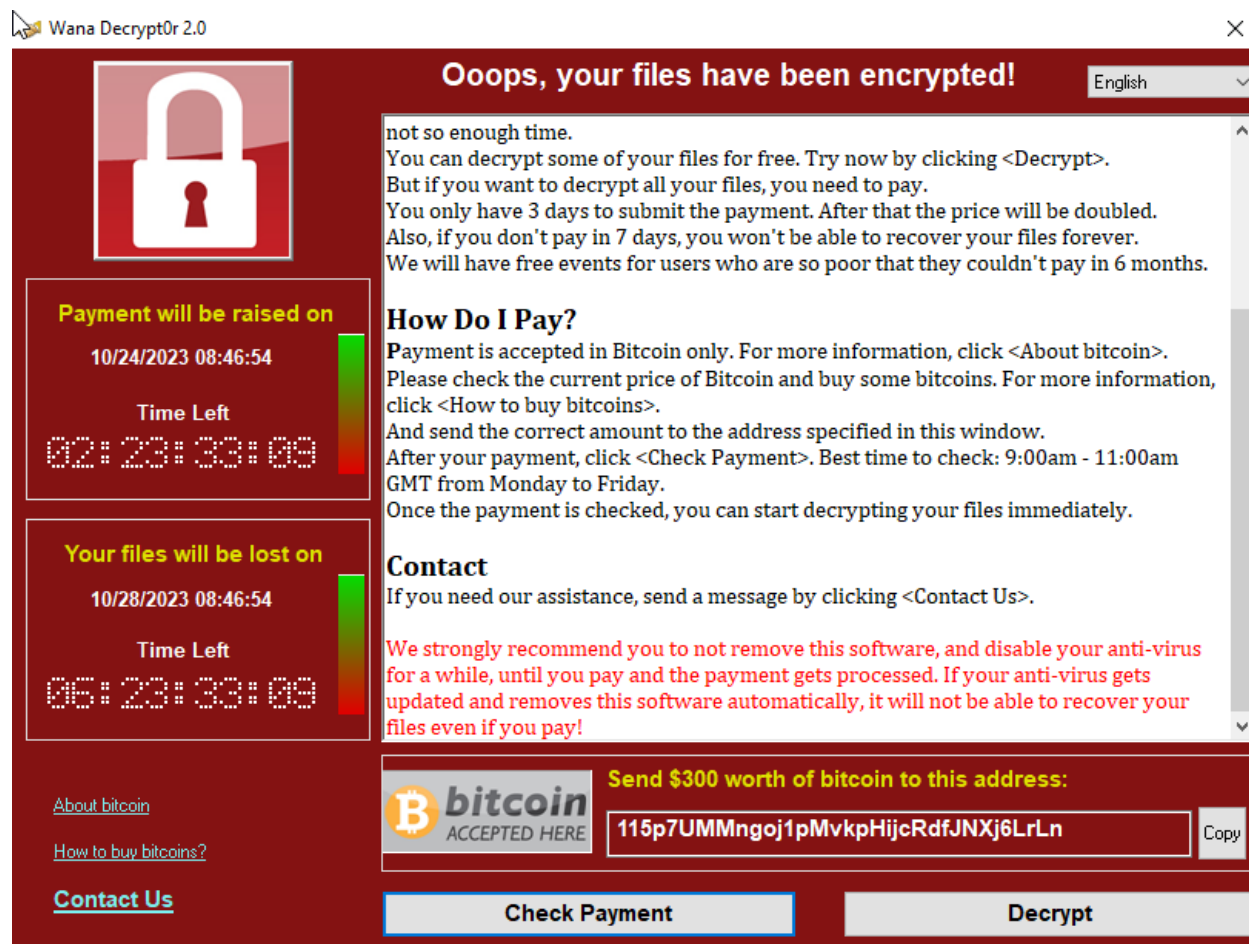 Wana Decrypt0r 2.0
Ooops, your files have been encrypted!
English
not so enough time.
You can decrypt some of your files for free. Try now by clicking <Decrypt>.
But if you want to decrypt all your files, you need to pay.
You only have 3 days to submit the payment. After that the price will be doubled.
Also, if you don't pay in 7 days, you won't be able to recover your files forever.
We will have free events for users who are so poor that they couldn't pay in 6 months.
How Do I Pay?
Payment is accepted in Bitcoin only. For more information, click <About bitcoin>.
Please check the current price of Bitcoin and buy some bitcoins. For more information,
click <How to buy bitcoins>.
And send the correct amount to the address specified in this window.
After your payment, click <Check Payment>. Best time to check: 9:00am - 11:00am
GMT from Monday to Friday.
Once the payment is checked, you can start decrypting your files immediately.
Contact
If you need our assistance, send a message by clicking <Contact Us>.
We strongly recommend you to not remove this software, and disable your anti-virus
for a while, until you pay and the payment gets processed. If your anti-virus gets
updated and removes this software automatically, it will not be able to recover your
files even if you pay!
Payment will be raised on
10/24/2023 08:46:54
Time Left
02:23:33:09
Your files will be lost on
10/28/2023 08:46:54
Time Left
06:23:33:09
About bitcoin
How to buy bitcoins?
Contact Us
bitcoin
ACCEPTED HERE
Send $300 worth of bitcoin to this address:
115p7UMMngoj1pMvkpHijcRdfJNXj6LrLn
Copy
Check Payment
Decrypt